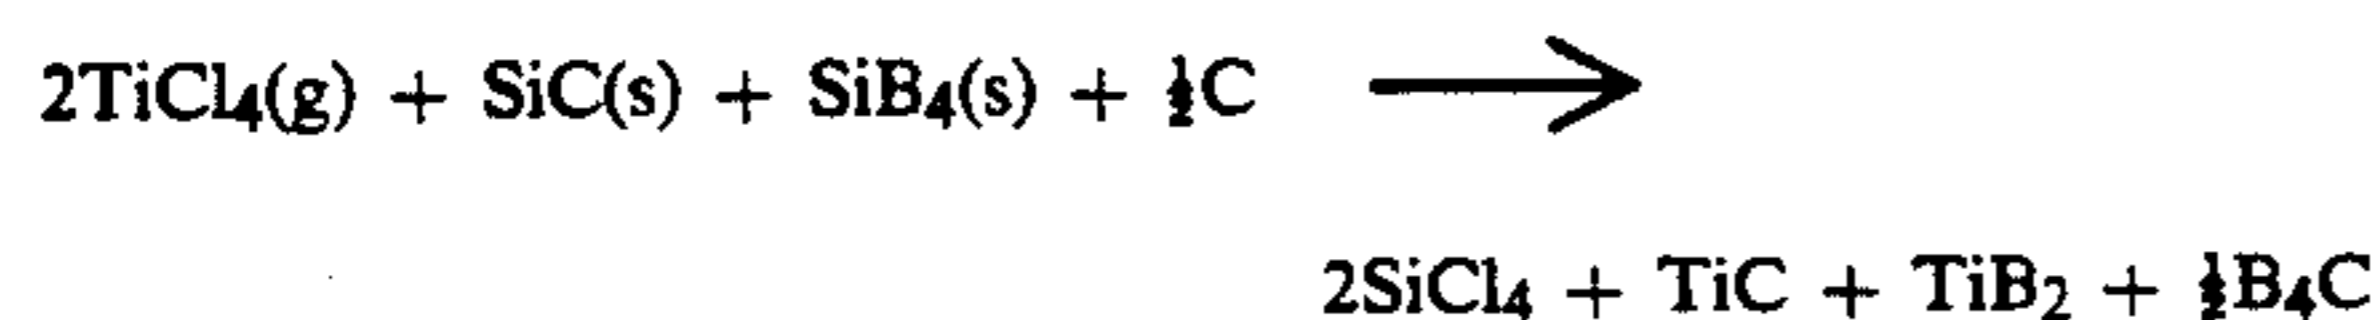 2TiCl₄(g) + SiC(s) + SiB₄(s) + ½C ⟶
2SiCl₄ + TiC + TiB₂ + ½B₄C